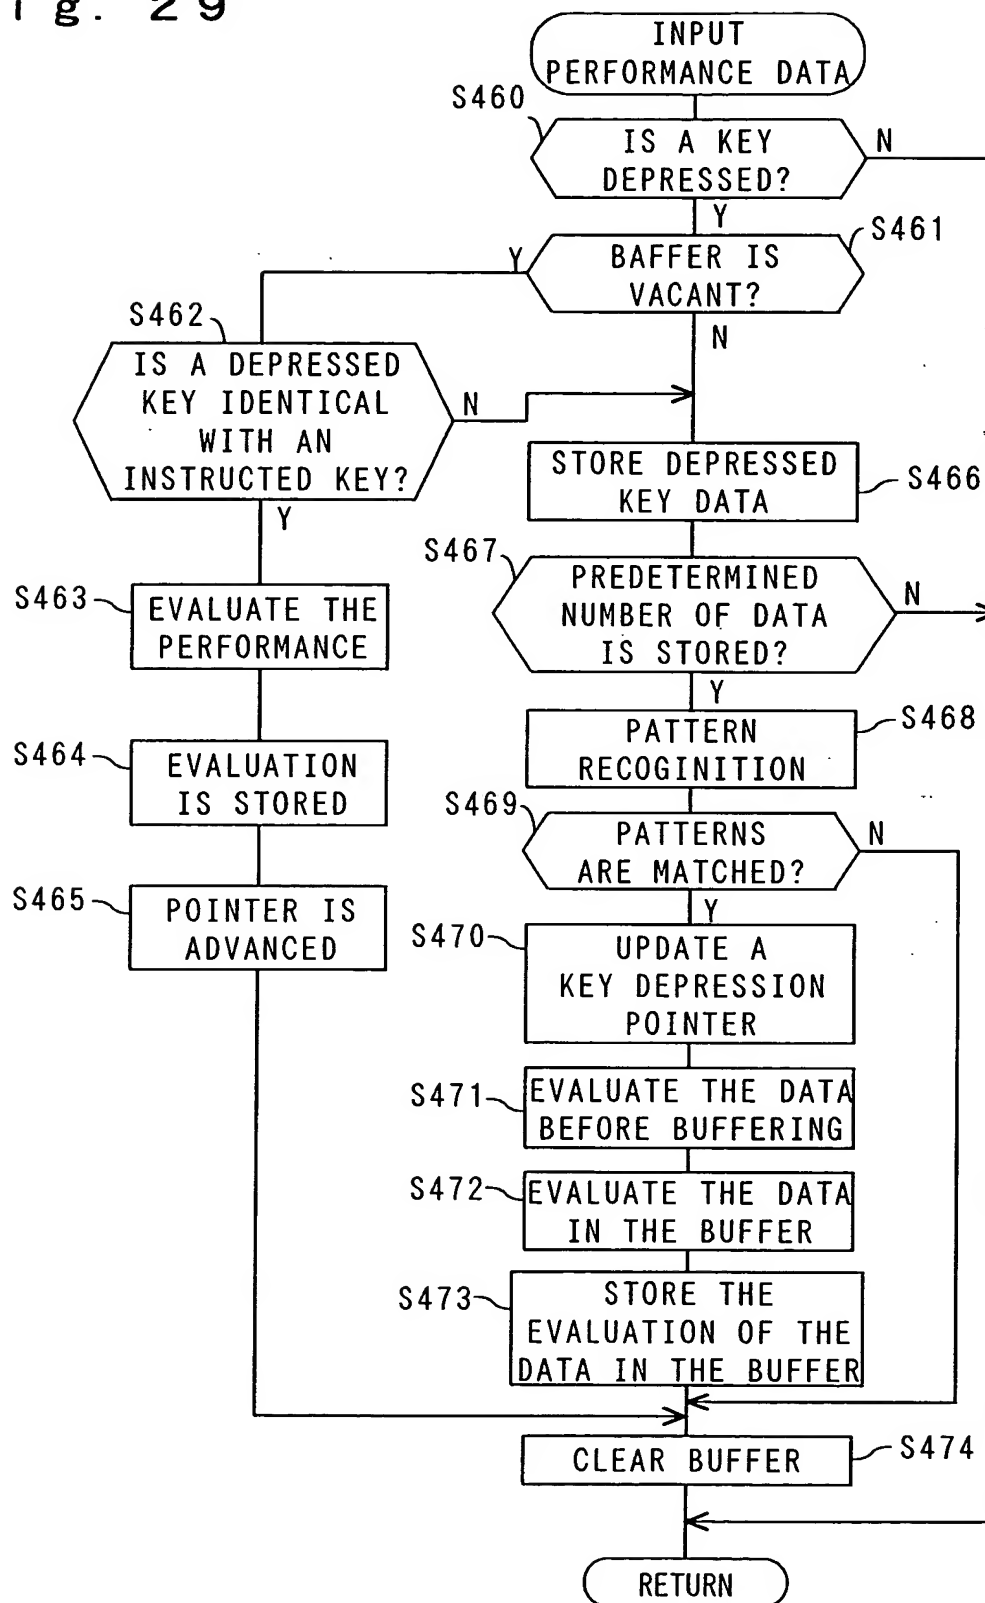 ig. 29
INPUT
PERFORMANCE DATA
S460
IS A KEY
DEPRESSED?
N
Y
S461
BAFFER IS
VACANT?
Y
N
S462
IS A DEPRESSED
KEY IDENTICAL
WITH AN
INSTRUCTED KEY?
N
Y
STORE DEPRESSED
KEY DATA
S466
S467
PREDETERMINED
NUMBER OF DATA
IS STORED?
N
Y
S463
EVALUATE THE
PERFORMANCE
PATTERN
RECOGINITION
S468
S464
EVALUATION
IS STORED
S469
PATTERNS
ARE MATCHED?
N
Y
S465
POINTER IS
ADVANCED
S470
UPDATE A
KEY DEPRESSION
POINTER
S471
EVALUATE THE DATA
BEFORE BUFFERING
S472
EVALUATE THE DATA
IN THE BUFFER
S473
STORE THE
EVALUATION OF THE
DATA IN THE BUFFER
CLEAR BUFFER
S474
RETURN